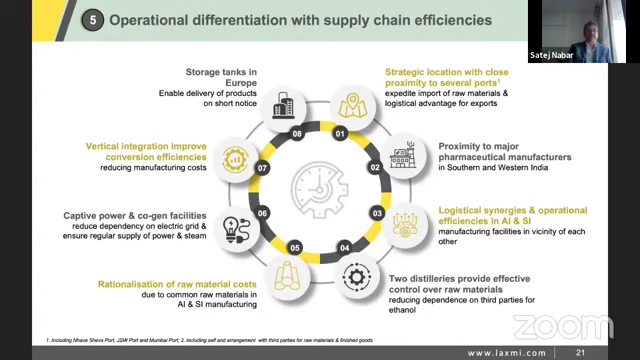 5 Operational differentiation with supply chain efficiencies
Satej Nabar
Storage tanks in
Europe
Enable delivery of products
on short notice
Strategic location with close
proximity to several ports¹
expedite import of raw materials &
logistical advantage for exports
08
01
Vertical integration improve
conversion efficiencies
reducing manufacturing costs
07
02
Proximity to major
pharmaceutical manufacturers
in Southern and Western India
Captive power & co-gen facilities
reduce dependency on electric grid &
ensure regular supply of power & steam
06
03
Logistical synergies & operational
efficiencies in AI & SI
manufacturing facilities in vicinity of each
other
Rationalisation of raw material costs
due to common raw materials in
AI & SI manufacturing
05
04
Two distilleries provide effective
control over raw materials
reducing dependence on third parties for
ethanol
zoom
1. Including Nhava Sheva Port, JSW Port and Mumbai Port; 2. including self and arrangement with third parties for raw materials & finished goods
www.laxmi.com 21